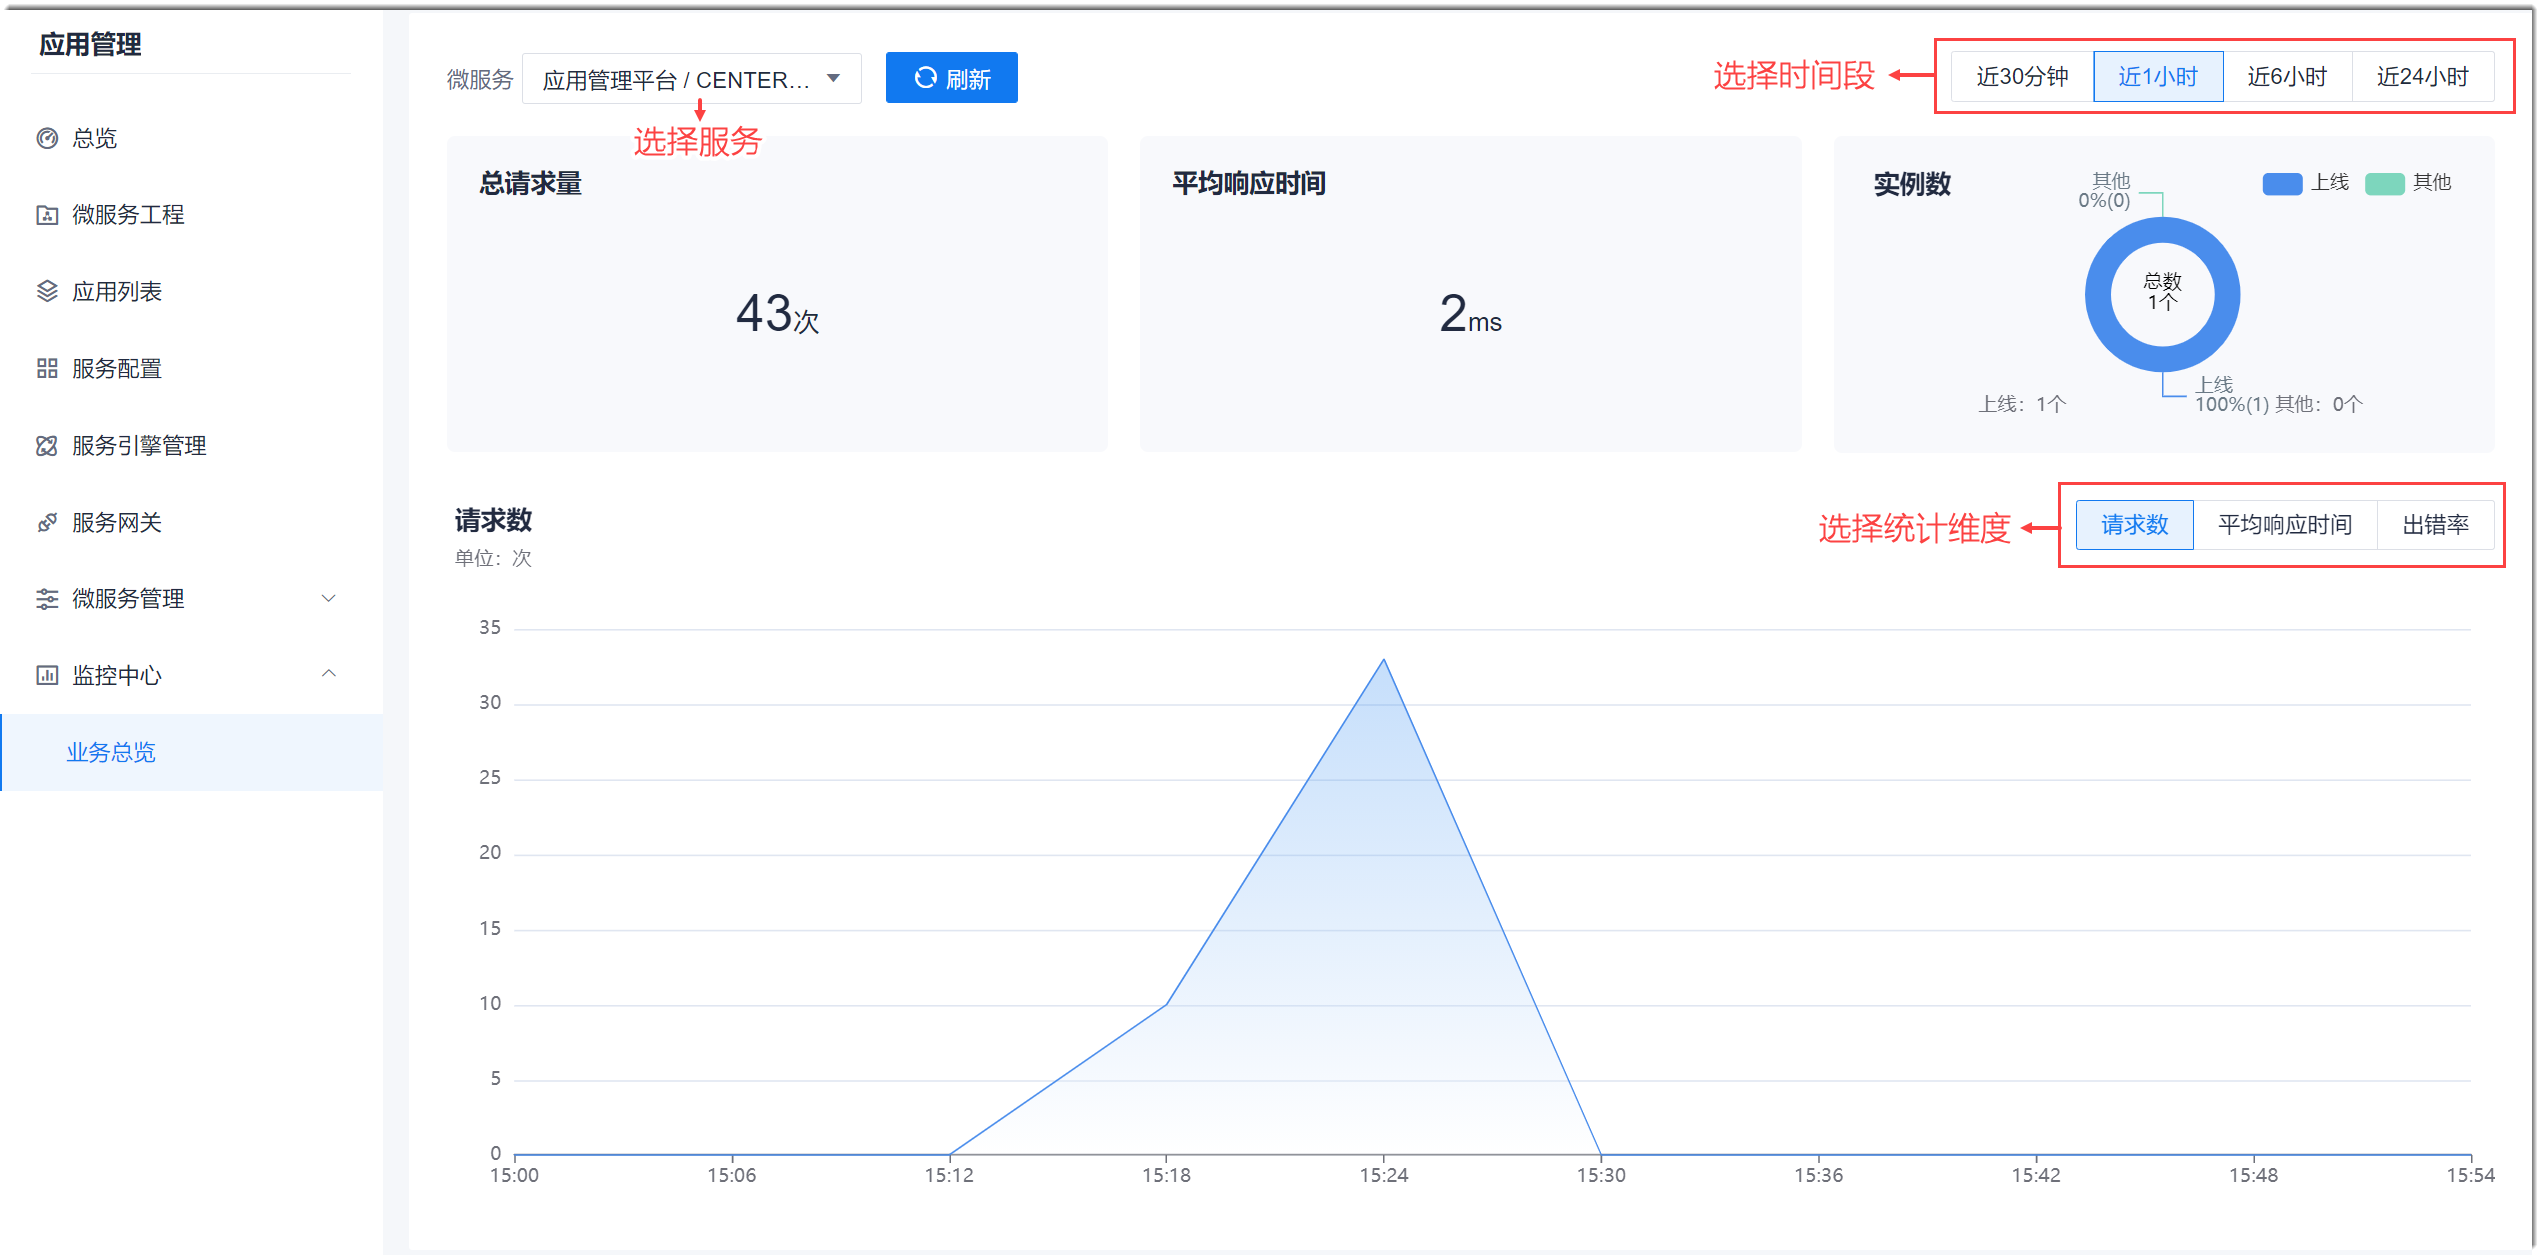 应用管理
总览
微服务工程
应用列表
服务配置
服务引擎管理
服务网关
微服务管理
监控中心
业务总览
微服务 应用管理平台 / CENTER... 刷新
选择服务
选择时间段 近30分钟 近1小时 近6小时 近24小时
总请求量
43次
平均响应时间
2ms
实例数
上线 其他
其他
0%(0)
总数
1个
上线
100%(1)
上线：1个 其他：0个
请求数
单位：次
选择统计维度 请求数 平均响应时间 出错率
35
30
25
20
15
10
5
0
15:00 15:06 15:12 15:18 15:24 15:30 15:36 15:42 15:48 15:54